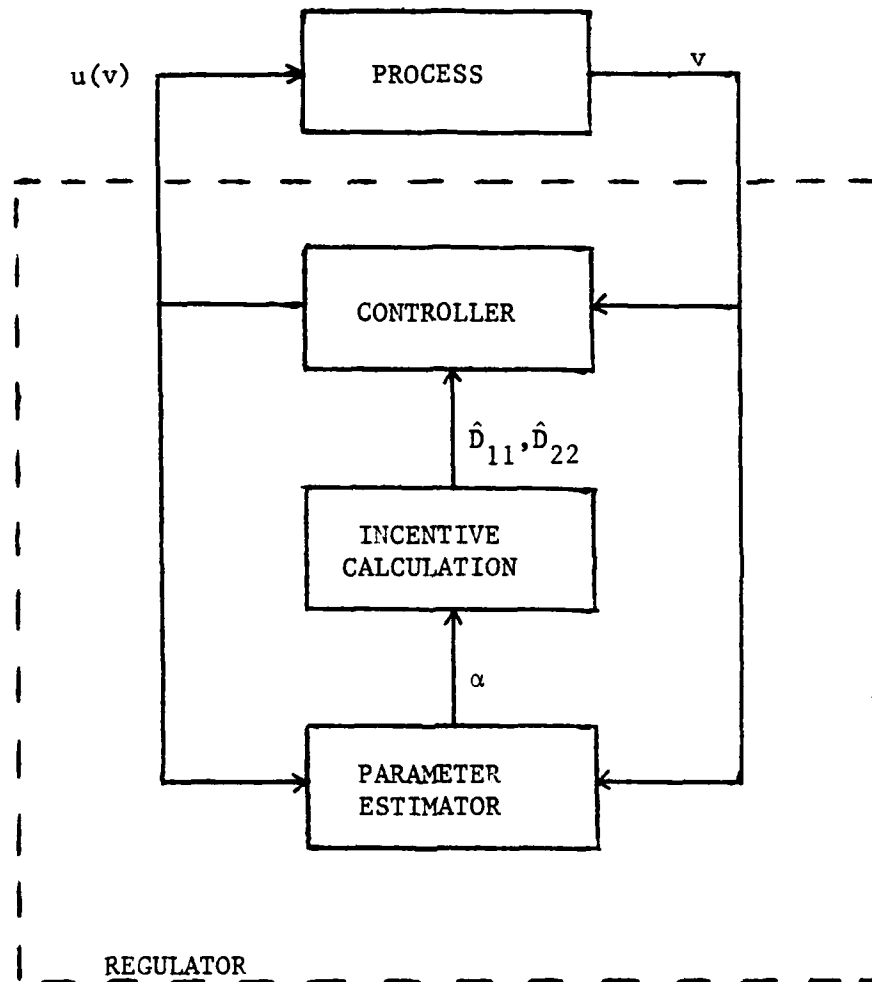 u(v)
PROCESS
v
CONTROLLER
D̂₁₁,D̂₂₂
INCENTIVE
CALCULATION
α
PARAMETER
ESTIMATOR
REGULATOR